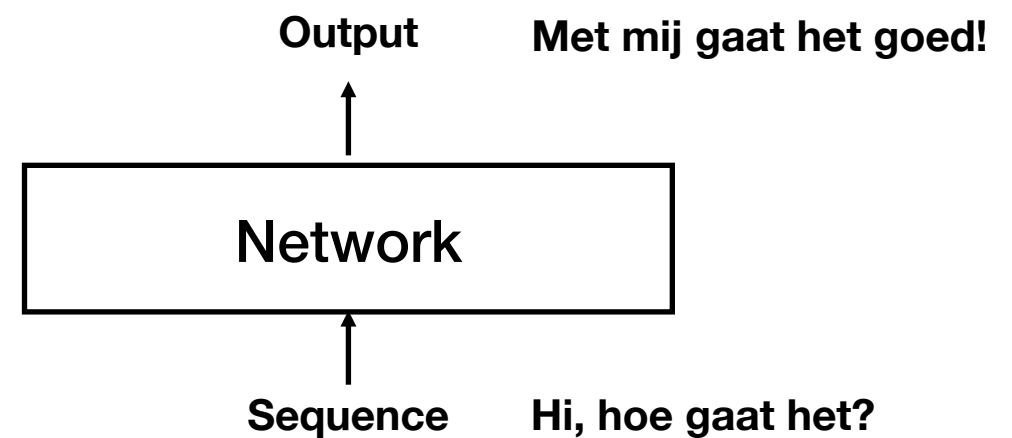 Output
Met mij gaat het goed!
Network
Sequence
Hi, hoe gaat het?